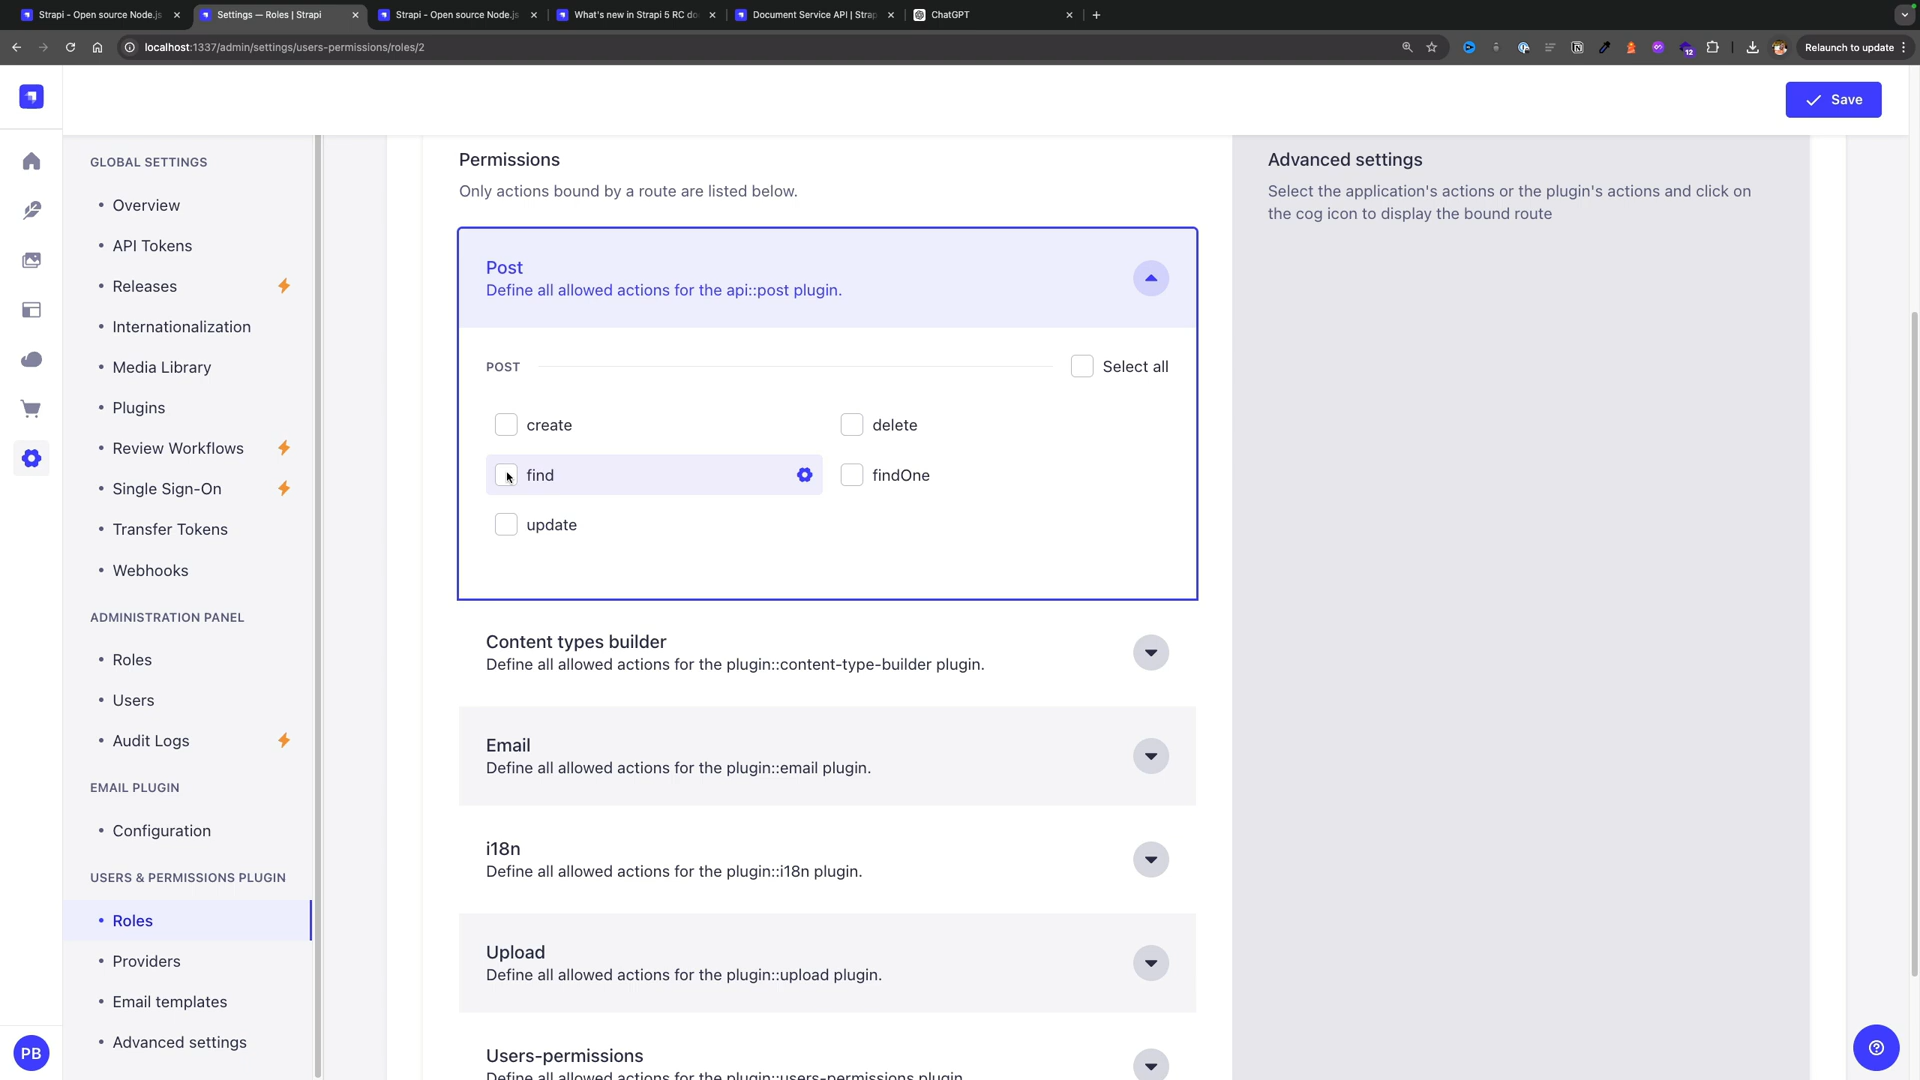 Strapi - Open source Node.js
Settings — Roles | Strapi
Strapi - Open source Node.js
What's new in Strapi 5 RC do
Document Service API | Strap
ChatGPT
localhost:1337/admin/settings/users-permissions/roles/2
12
Relaunch to update
Save
GLOBAL SETTINGS
Overview
API Tokens
Releases
Internationalization
Media Library
Plugins
Review Workflows
Single Sign-On
Transfer Tokens
Webhooks
ADMINISTRATION PANEL
Roles
Users
Audit Logs
EMAIL PLUGIN
Configuration
USERS & PERMISSIONS PLUGIN
Roles
Providers
Email templates
Advanced settings
PB
Permissions
Only actions bound by a route are listed below.
Post
Define all allowed actions for the api::post plugin.
POST
Select all
create
delete
find
findOne
update
Content types builder
Define all allowed actions for the plugin::content-type-builder plugin.
Email
Define all allowed actions for the plugin::email plugin.
i18n
Define all allowed actions for the plugin::i18n plugin.
Upload
Define all allowed actions for the plugin::upload plugin.
Users-permissions
Define all allowed actions for the plugin::users-permissions plugin.
Advanced settings
Select the application's actions or the plugin's actions and click on
the cog icon to display the bound route